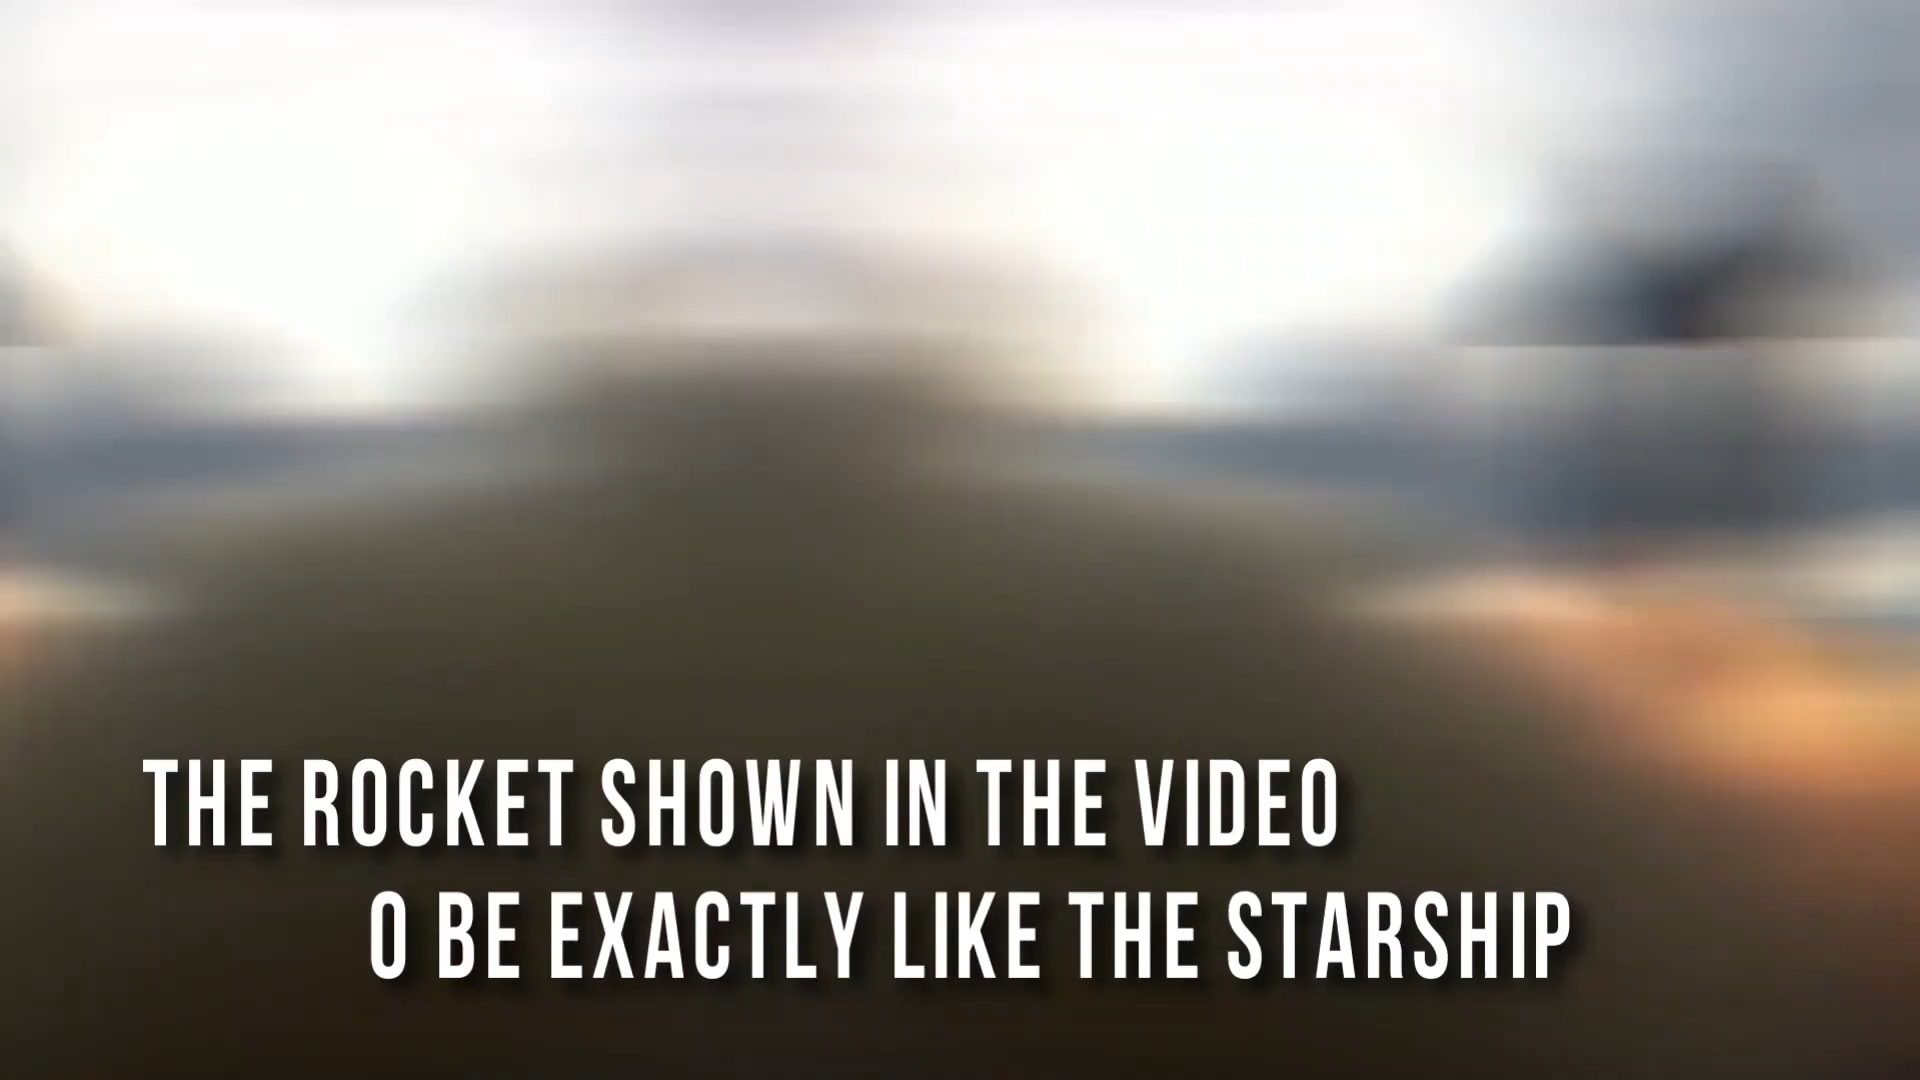 THE ROCKET SHOWN IN THE VIDEO
O BE EXACTLY LIKE THE STARSHIP